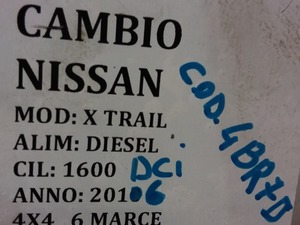 CAMBIO
NISSAN
MOD: X TRAIL
ALIM: DIESEL
CIL: 1600 DCi
ANNO: 2016
4X4 6 MARCE
COD. 4BR7D